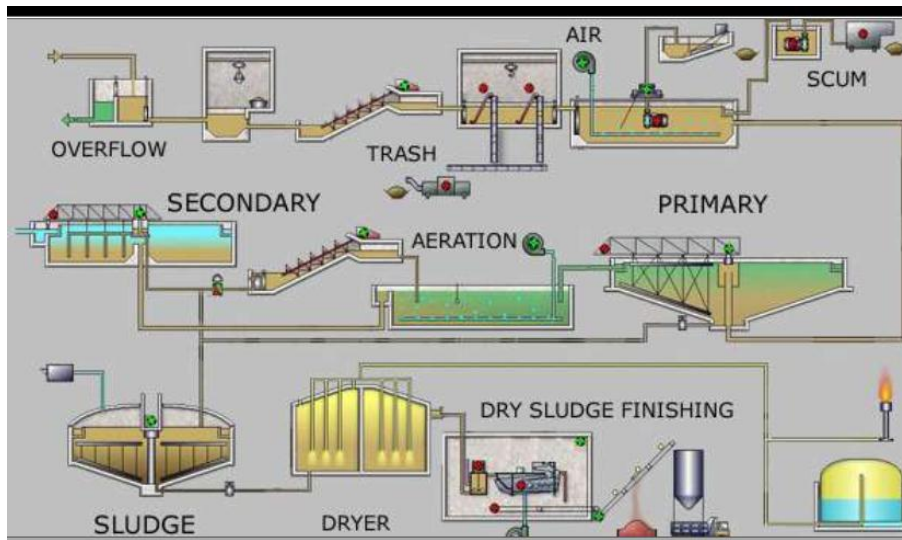 AIR
SCUM
OVERFLOW
TRASH
SECONDARY
PRIMARY
AERATION
DRY SLUDGE FINISHING
SLUDGE
DRYER